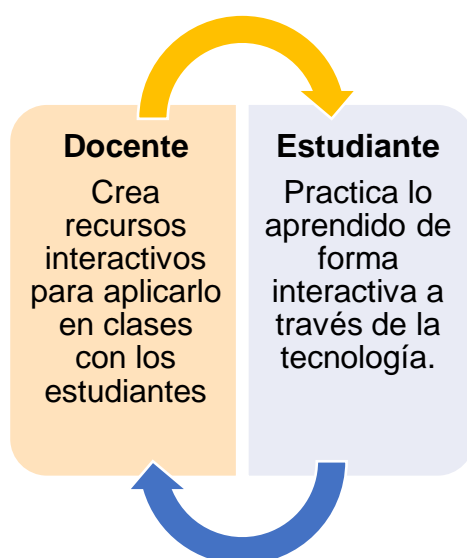 Docente
Crea
recursos
interactivos
para aplicarlo
en clases
con los
estudiantes
Estudiante
Practica lo
aprendido de
forma
interactiva a
través de la
tecnología.